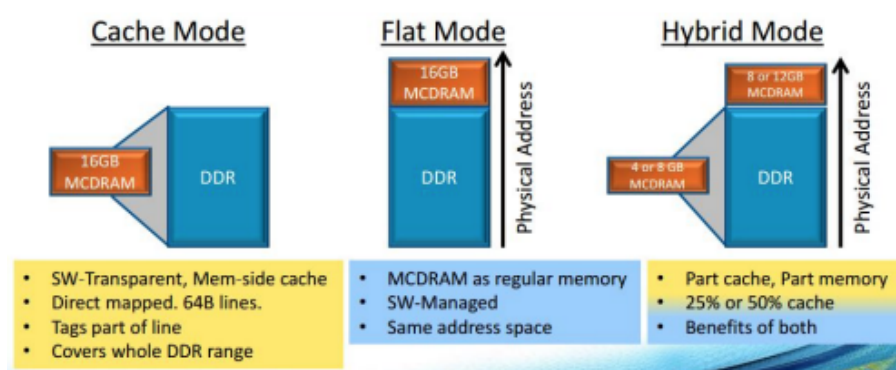 Cache Mode
16GB
MCDRAM
DDR
• SW-Transparent, Mem-side cache
• Direct mapped. 64B lines.
• Tags part of line
• Covers whole DDR range
Flat Mode
16GB
MCDRAM
DDR
Physical Address
• MCDRAM as regular memory
• SW-Managed
• Same address space
Hybrid Mode
8 or 12GB
MCDRAM
4 or 8 GB
MCDRAM
DDR
Physical Address
• Part cache, Part memory
• 25% or 50% cache
• Benefits of both